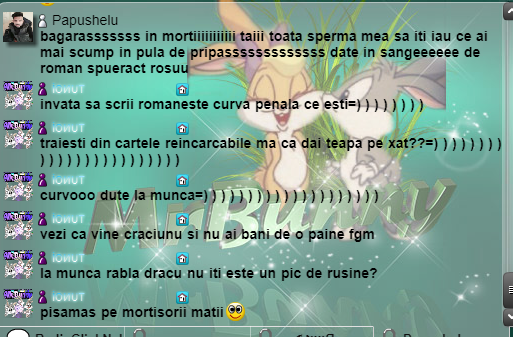 Papushelu
bagarasssssss in mortiiiiiiiiiii taiii toata sperma mea sa iti iau ce ai
mai scump in pula de pripasssssssssssss date in sangeeeeee de
roman spueract rosuu
IONUT
invata sa scrii romaneste curva penala ce esti=) ) ) ) ) ) ) )
IONUT
traiesti din cartele reincarcabile ma ca dai teapa pe xat??=) ) ) ) ) ) ) ) )
) ) ) ) ) ) ) ) ) ) ) ) ) ) ) ) )
IONUT
curvooo dute la munca=) ) ) ) ) ) ) ) ) ) ) ) ) ) ) ) ) ) ) ) )
IONUT
vezi ca vine craciunu si nu ai bani de o paine fgm
IONUT
la munca rabla dracu nu iti este un pic de rusine?
IONUT
pisamas pe mortisorii matii
MrBunny